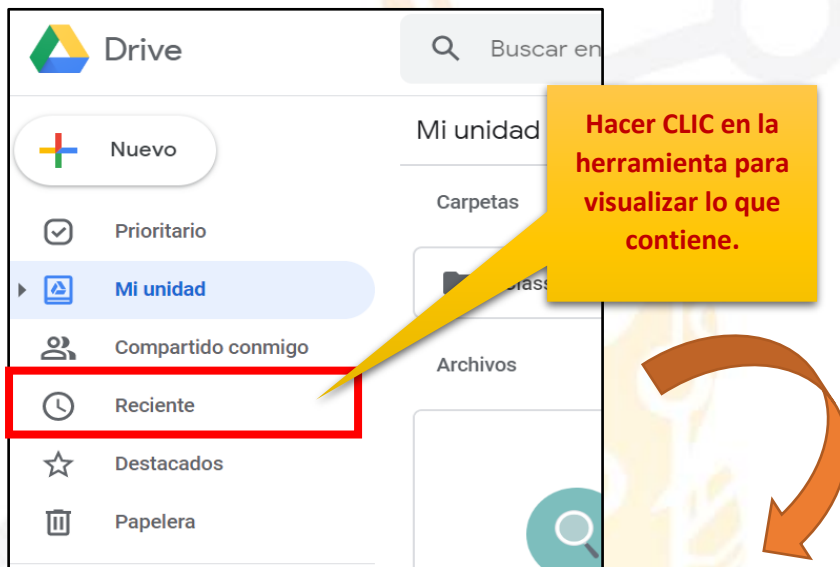 Drive
Buscar en
Nuevo
Mi unidad
Prioritario
Carpetas
Mi unidad
Class
Compartido conmigo
Archivos
Reciente
Destacados
Papelera
Hacer CLIC en la
herramienta para
visualizar lo que
contiene.